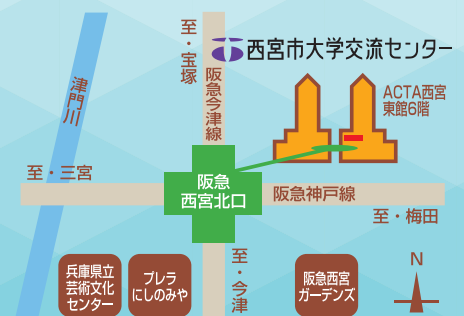 至・宝塚
西宮市大学交流センター
津門川
阪急今津線
ACTA西宮
東館6階
至・三宮
阪急
西宮北口
阪急神戸線
至・梅田
兵庫県立
芸術文化
センター
プレラ
にしのみや
至・今津
阪急西宮
ガーデンズ
N